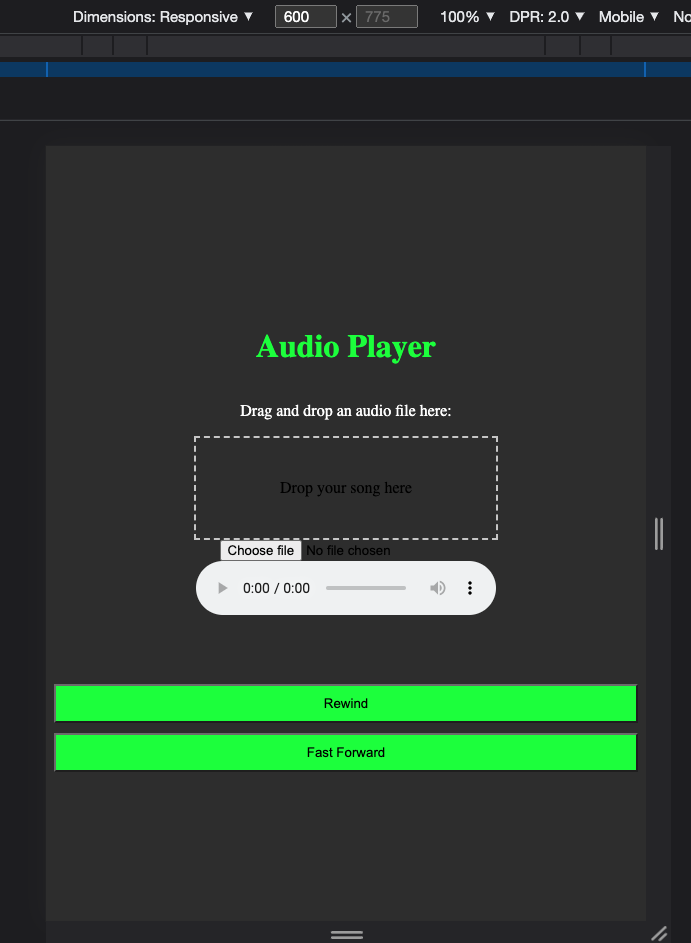 Dimensions: Responsive ▼ 600 × 775 100% ▼ DPR: 2.0 ▼ Mobile ▼ No
Audio Player
Drag and drop an audio file here:
Drop your song here
Choose file No file chosen
0:00 / 0:00
Rewind
Fast Forward